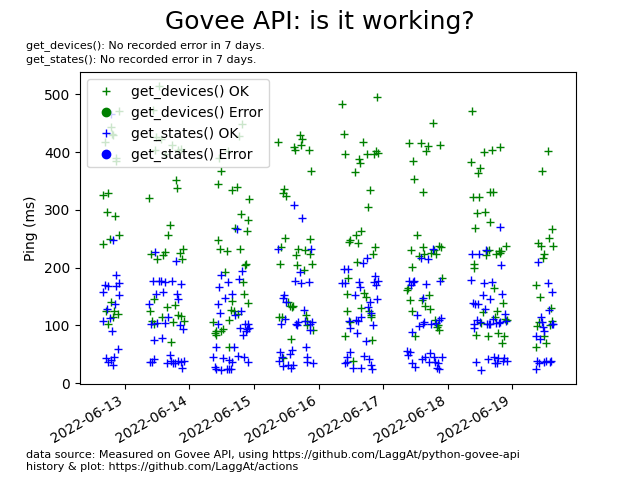 Govee API: is it working?
get_devices(): No recorded error in 7 days.
get_states(): No recorded error in 7 days.
get_devices() OK
get_devices() Error
get_states() OK
get_states() Error
Ping (ms)
500
400
300
200
100
0
2022-06-13
2022-06-14
2022-06-15
2022-06-16
2022-06-17
2022-06-18
2022-06-19
data source: Measured on Govee API, using https://github.com/LaggAt/python-govee-api
history & plot: https://github.com/LaggAt/actions